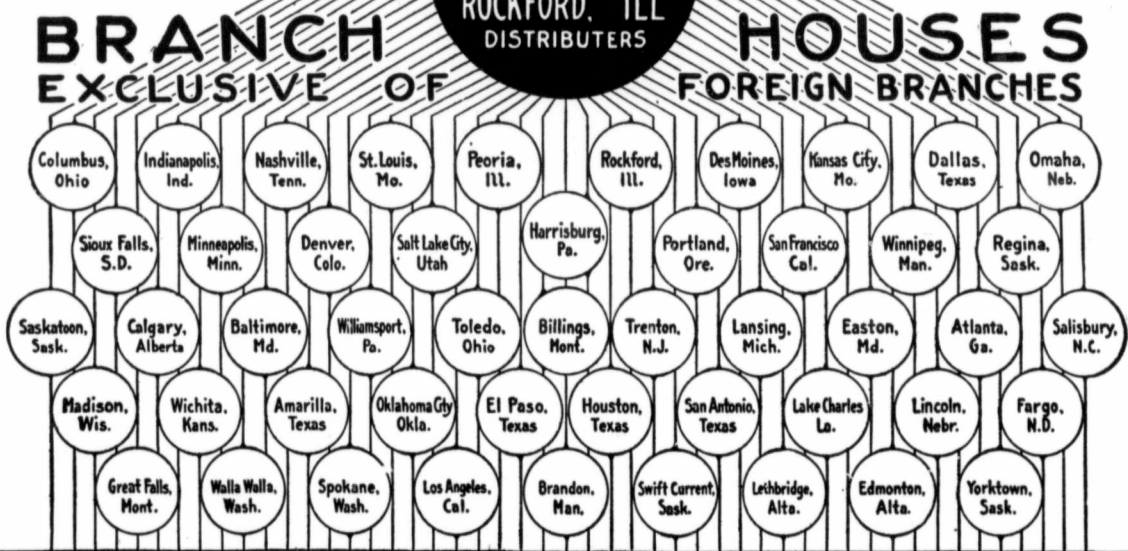 ROCKFORD, ILL
DISTRIBUTERS
BRANCH HOUSES
EXCLUSIVE OF FOREIGN BRANCHES
Columbus, Ohio
Indianapolis, Ind.
Nashville, Tenn.
St. Louis, Mo.
Peoria, Ill.
Rockford, Ill.
Des Moines, Iowa
Kansas City, Mo.
Dallas, Texas
Omaha, Neb.
Sioux Falls, S.D.
Minneapolis, Minn.
Denver, Colo.
Salt Lake City, Utah
Harrisburg, Pa.
Portland, Ore.
San Francisco Cal.
Winnipeg, Man.
Regina, Sask.
Saskatoon, Sask.
Calgary, Alberta
Baltimore, Md.
Williamsport, Pa.
Toledo, Ohio
Billings, Mont.
Trenton, N.J.
Lansing, Mich.
Easton, Md.
Atlanta, Ga.
Salisbury, N.C.
Madison, Wis.
Wichita, Kans.
Amarilla, Texas
Oklahoma City Okla.
El Paso, Texas
Houston, Texas
San Antonio, Texas
Lake Charles La.
Lincoln, Nebr.
Fargo, N.D.
Great Falls, Mont.
Walla Walla, Wash.
Spokane, Wash.
Los Angeles, Cal.
Brandon, Man.
Swift Current, Sask.
Lethbridge, Alta.
Edmonton, Alta.
Yorktown, Sask.